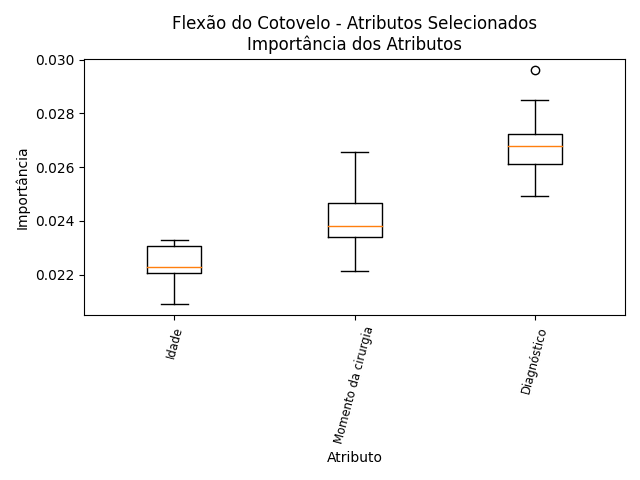 Flexão do Cotovelo - Atributos Selecionados
Importância dos Atributos
0.030
0.028
0.026
0.024
0.022
Importância
Idade
Momento da cirurgia
Diagnóstico
Atributo